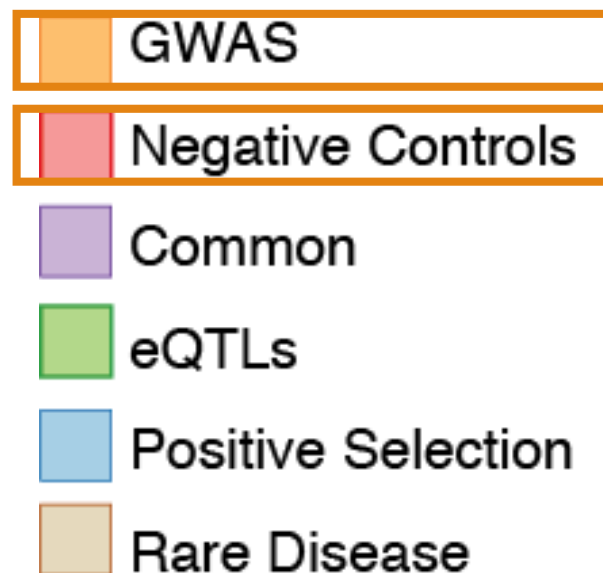 GWAS
Negative Controls
Common
eQTLs
Positive Selection
Rare Disease